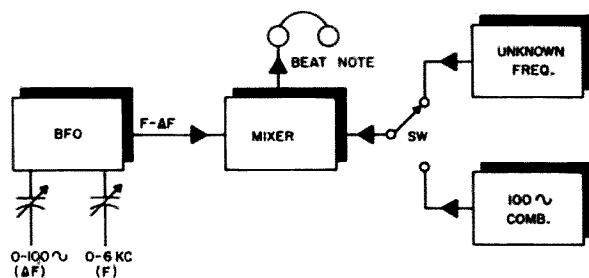 BEAT NOTE
UNKNOWN
FREQ.
BFO
F-ΔF
MIXER
SW
100 ∿
COMB.
0-100 ∿
(ΔF)
0-6 KC
(F)